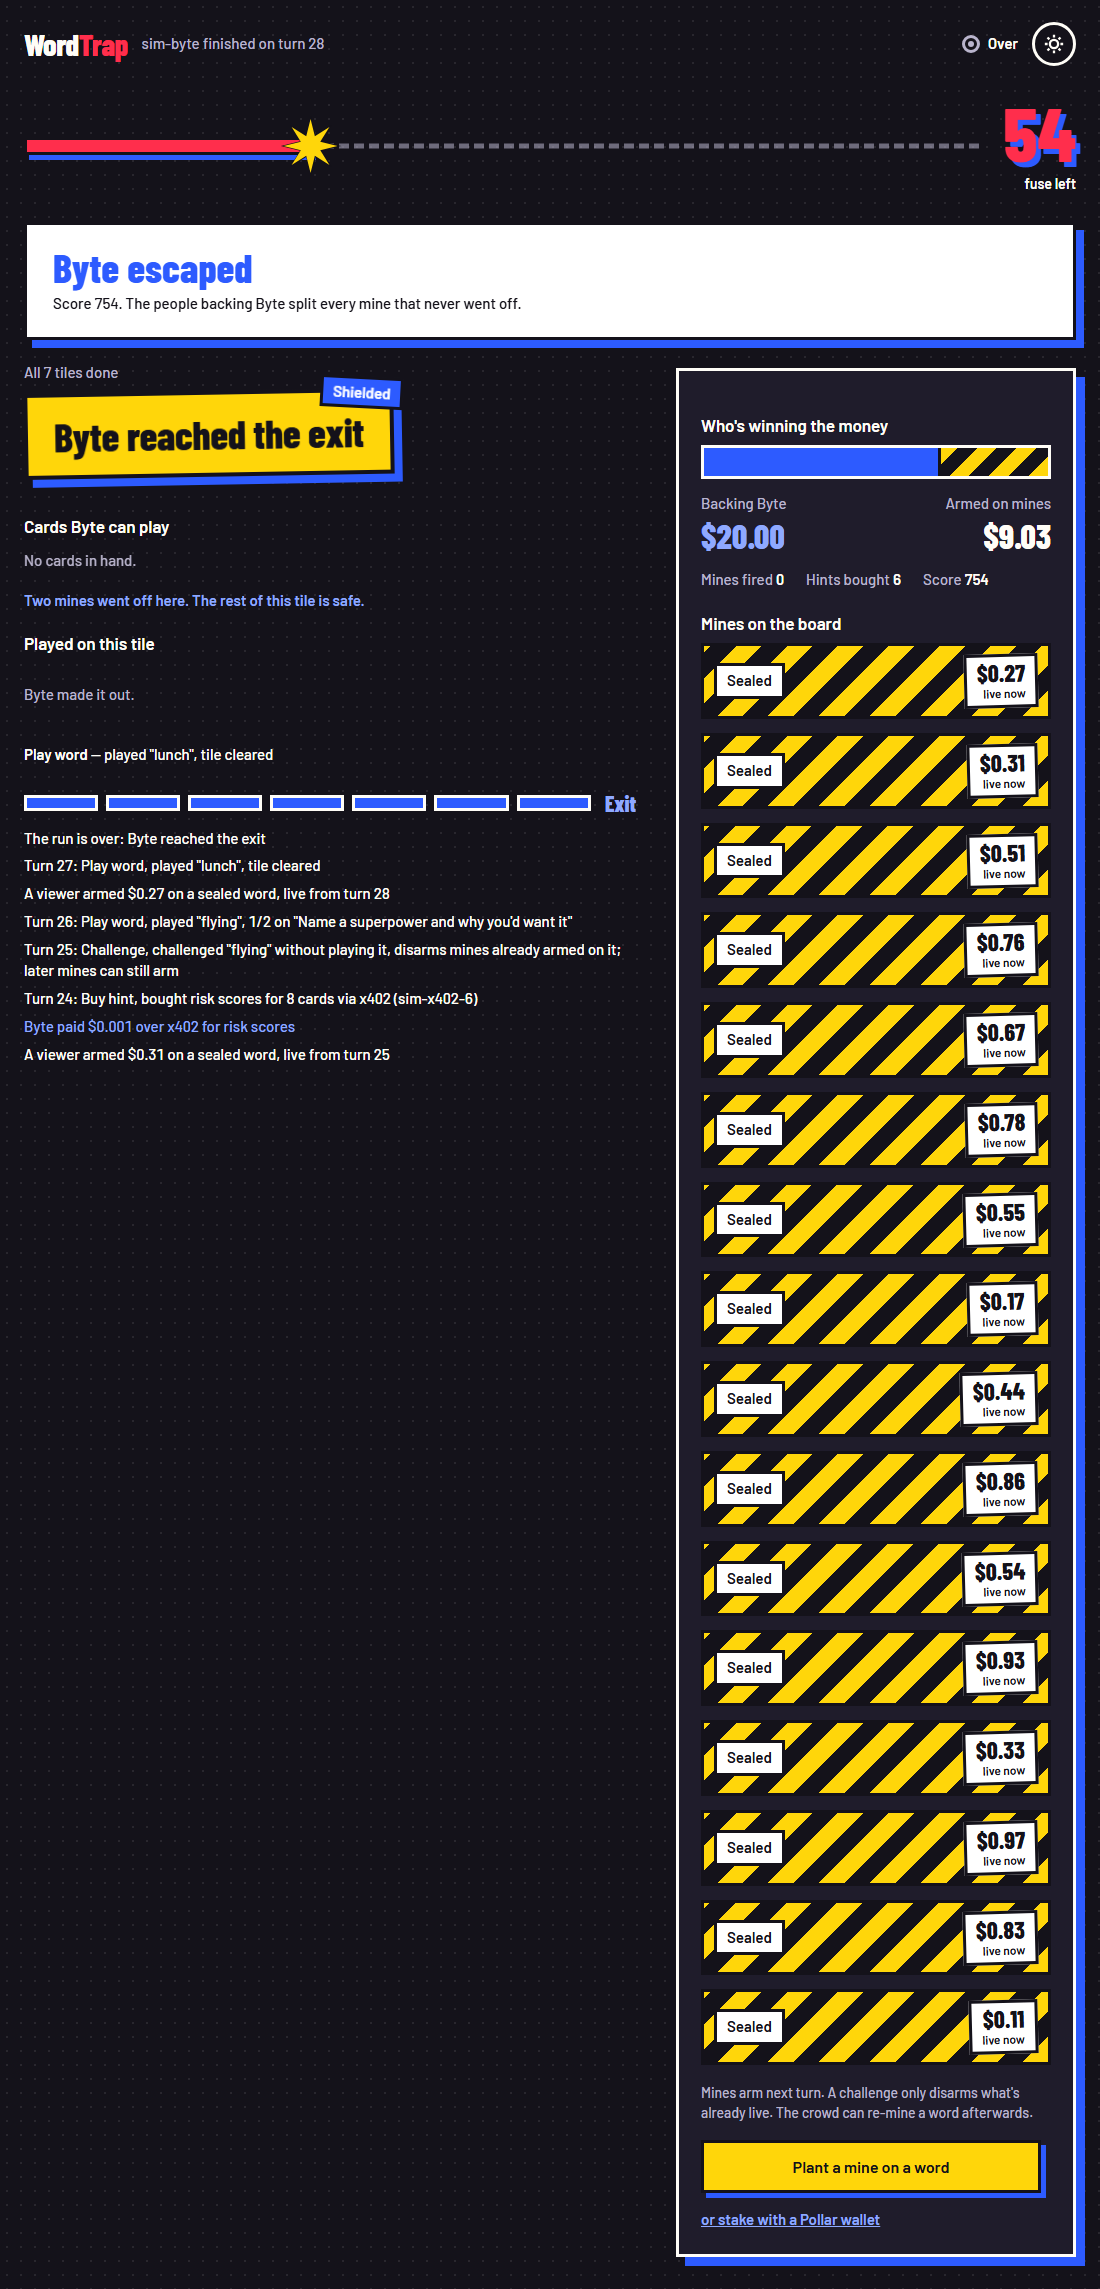 WordTrap sim-byte finished on turn 28
Over
54
fuse left
Byte escaped
Score 754. The people backing Byte split every mine that never went off.
All 7 tiles done
Shielded
Byte reached the exit
Cards Byte can play
No cards in hand.
Two mines went off here. The rest of this tile is safe.
Played on this tile
Byte made it out.
Play word — played "lunch", tile cleared
Exit
The run is over: Byte reached the exit
Turn 27: Play word, played "lunch", tile cleared
A viewer armed $0.27 on a sealed word, live from turn 28
Turn 26: Play word, played "flying", 1/2 on "Name a superpower and why you'd want it"
Turn 25: Challenge, challenged "flying" without playing it, disarms mines already armed on it;
later mines can still arm
Turn 24: Buy hint, bought risk scores for 8 cards via x402 (sim-x402-6)
Byte paid $0.001 over x402 for risk scores
A viewer armed $0.31 on a sealed word, live from turn 25
Who's winning the money
Backing Byte Armed on mines
$20.00 $9.03
Mines fired 0 Hints bought 6 Score 754
Mines on the board
Sealed $0.27
live now
Sealed $0.31
live now
Sealed $0.51
live now
Sealed $0.76
live now
Sealed $0.67
live now
Sealed $0.78
live now
Sealed $0.55
live now
Sealed $0.17
live now
Sealed $0.44
live now
Sealed $0.86
live now
Sealed $0.54
live now
Sealed $0.93
live now
Sealed $0.33
live now
Sealed $0.97
live now
Sealed $0.83
live now
Sealed $0.11
live now
Mines arm next turn. A challenge only disarms what's
already live. The crowd can re-mine a word afterwards.
Plant a mine on a word
or stake with a Pollar wallet